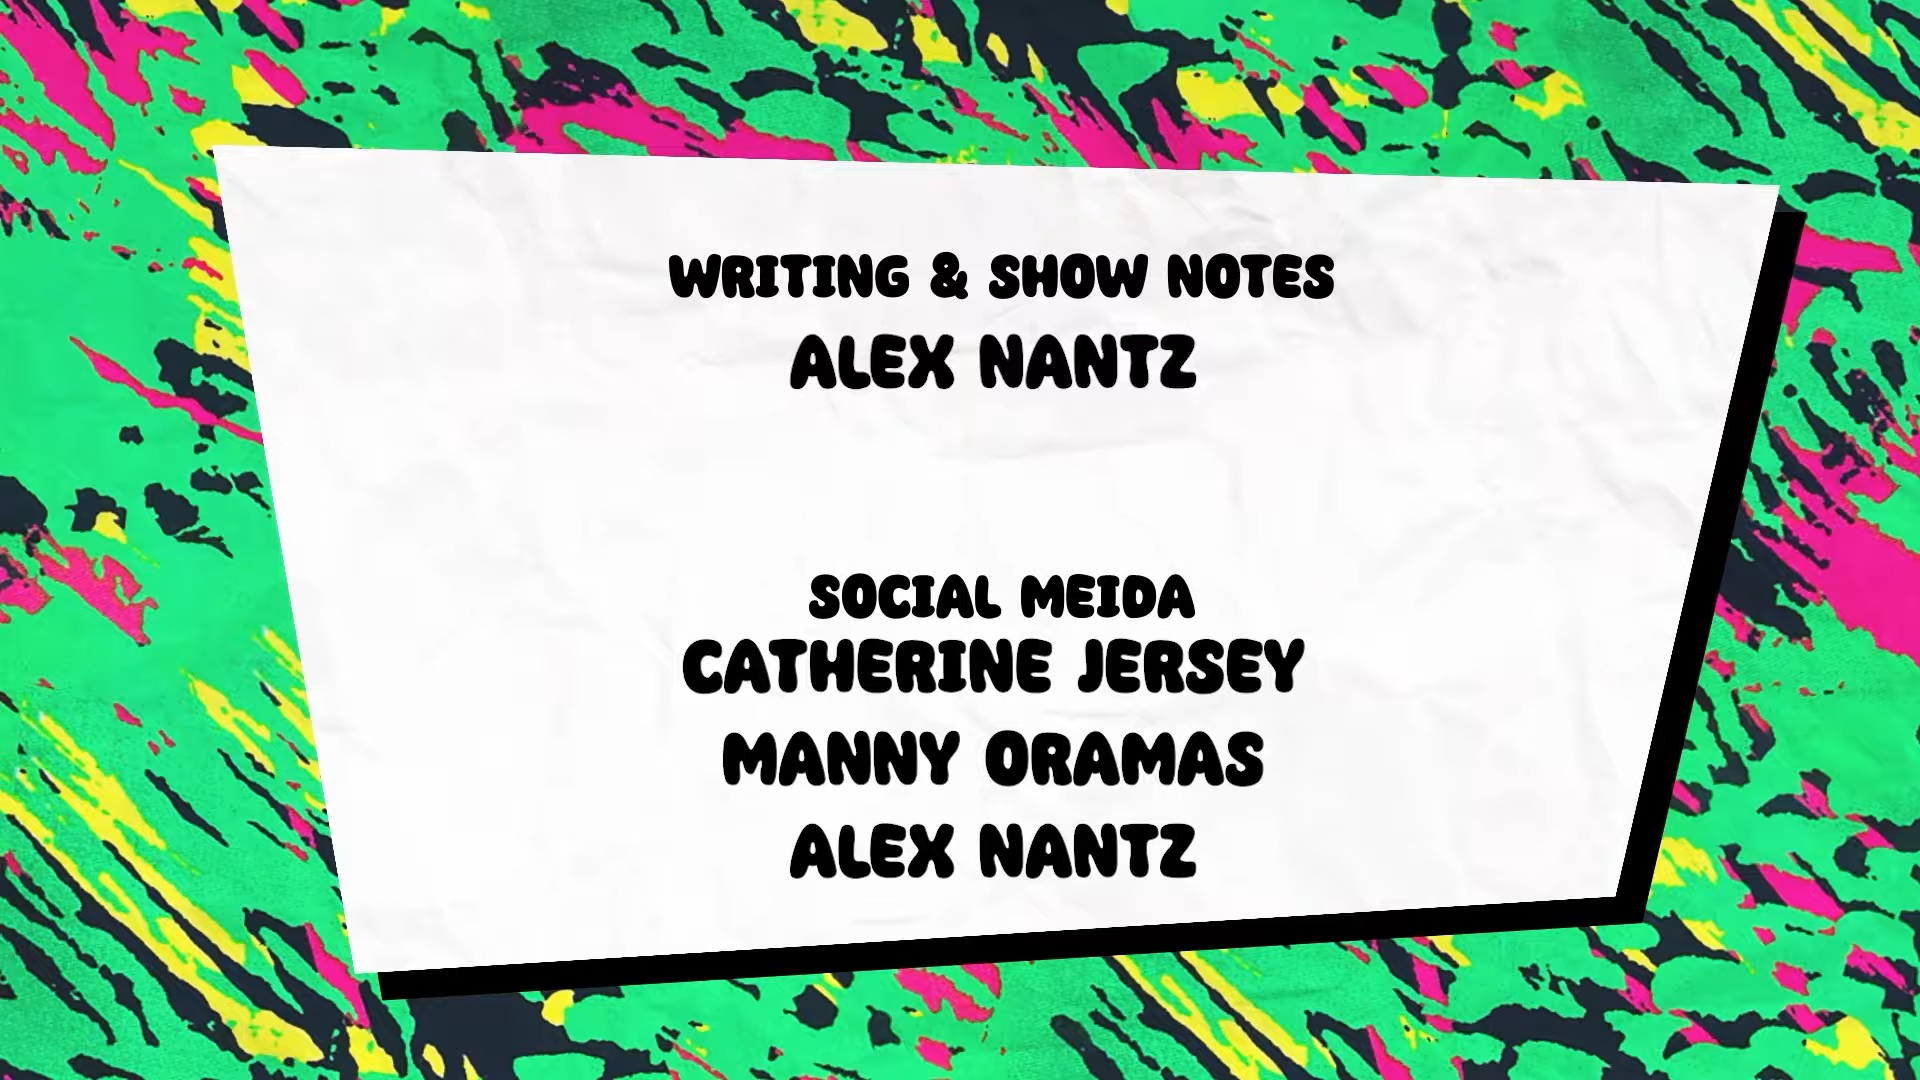 WRITING & SHOW NOTES
ALEX NANTZ
SOCIAL MEIDA
CATHERINE JERSEY
MANNY ORAMAS
ALEX NANTZ